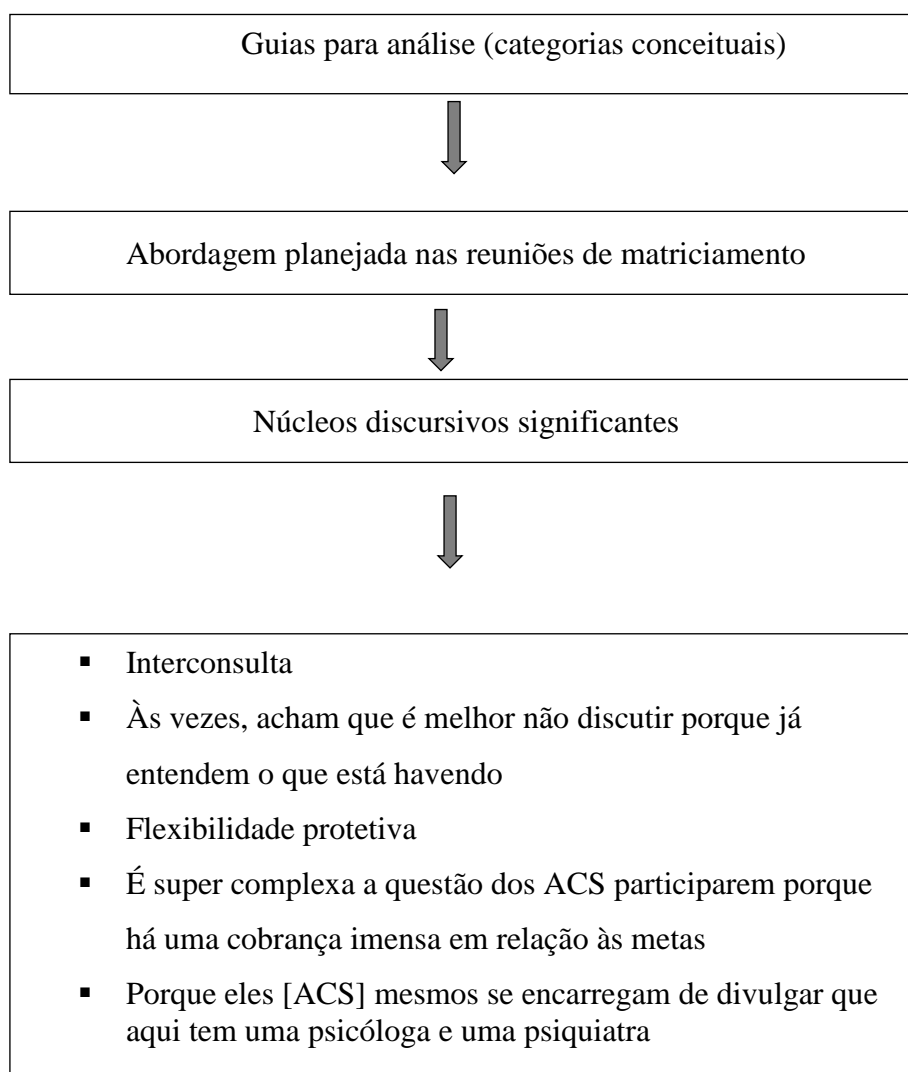 Guias para análise (categorias conceituais)
Abordagem planejada nas reuniões de matriciamento
Núcleos discursivos significantes
▪ Interconsulta
▪ Às vezes, acham que é melhor não discutir porque já
entendem o que está havendo
▪ Flexibilidade protetiva
▪ É super complexa a questão dos ACS participarem porque
há uma cobrança imensa em relação às metas
▪ Porque eles [ACS] mesmos se encarregam de divulgar que
aqui tem uma psicóloga e uma psiquiatra